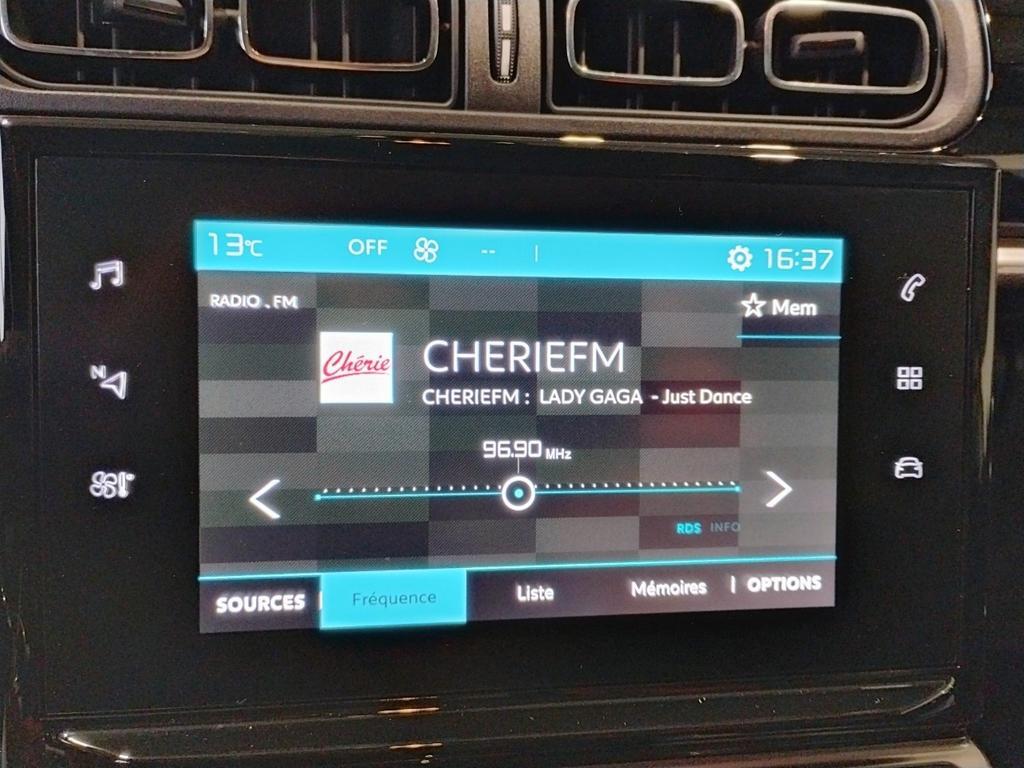 13°C OFF -- | 16:37
RADIO . FM
Mem
Chérie
CHERIEFM
CHERIEFM : LADY GAGA - Just Dance
96.90 MHz
N
RDS INFO
SOURCES Fréquence Liste Mémoires OPTIONS